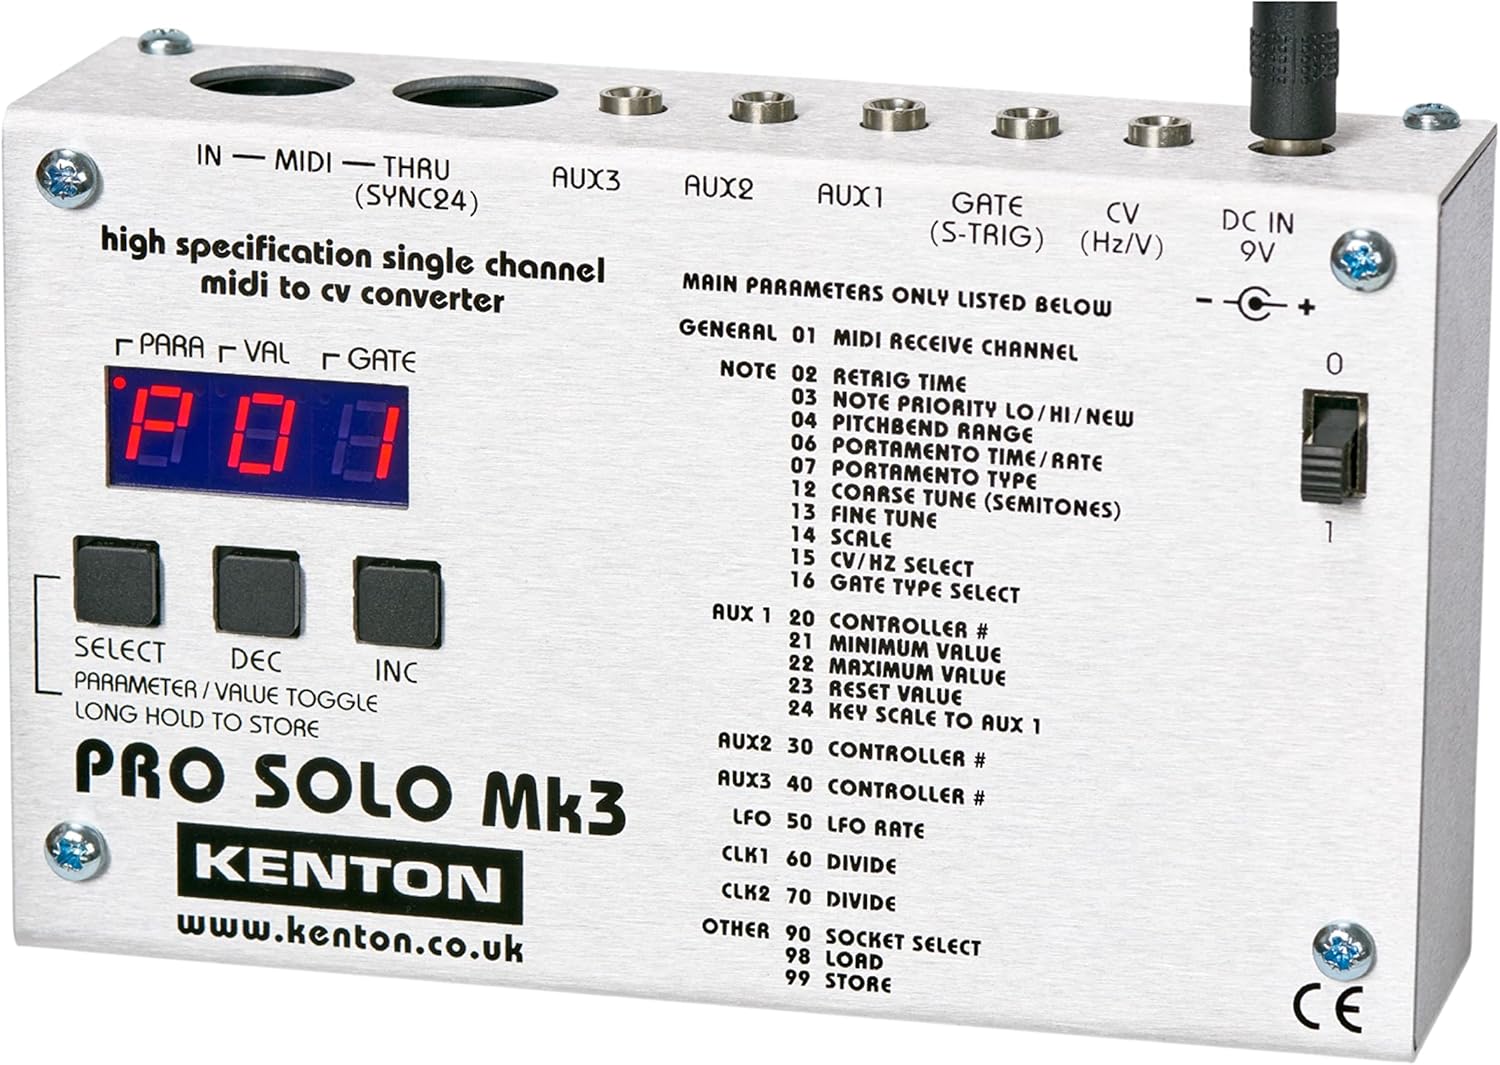 IN — MIDI — THRU
(SYNC24)
AUX3
AUX2
AUX1
GATE
(S-TRIG)
CV
(Hz/V)
DC IN
9V
- +
0
1
high specification single channel
midi to cv converter
PARA VAL GATE
P01
SELECT DEC INC
PARAMETER/VALUE TOGGLE
LONG HOLD TO STORE
PRO SOLO Mk3
KENTON
www.kenton.co.uk
MAIN PARAMETERS ONLY LISTED BELOW
GENERAL 01 MIDI RECEIVE CHANNEL
NOTE 02 RETRIG TIME
03 NOTE PRIORITY LO/HI/NEW
04 PITCHBEND RANGE
06 PORTAMENTO TIME/RATE
07 PORTAMENTO TYPE
12 COARSE TUNE (SEMITONES)
13 FINE TUNE
14 SCALE
15 CV/HZ SELECT
16 GATE TYPE SELECT
AUX 1 20 CONTROLLER #
21 MINIMUM VALUE
22 MAXIMUM VALUE
23 RESET VALUE
24 KEY SCALE TO AUX 1
AUX2 30 CONTROLLER #
AUX3 40 CONTROLLER #
LFO 50 LFO RATE
CLK1 60 DIVIDE
CLK2 70 DIVIDE
OTHER 90 SOCKET SELECT
98 LOAD
99 STORE
CE